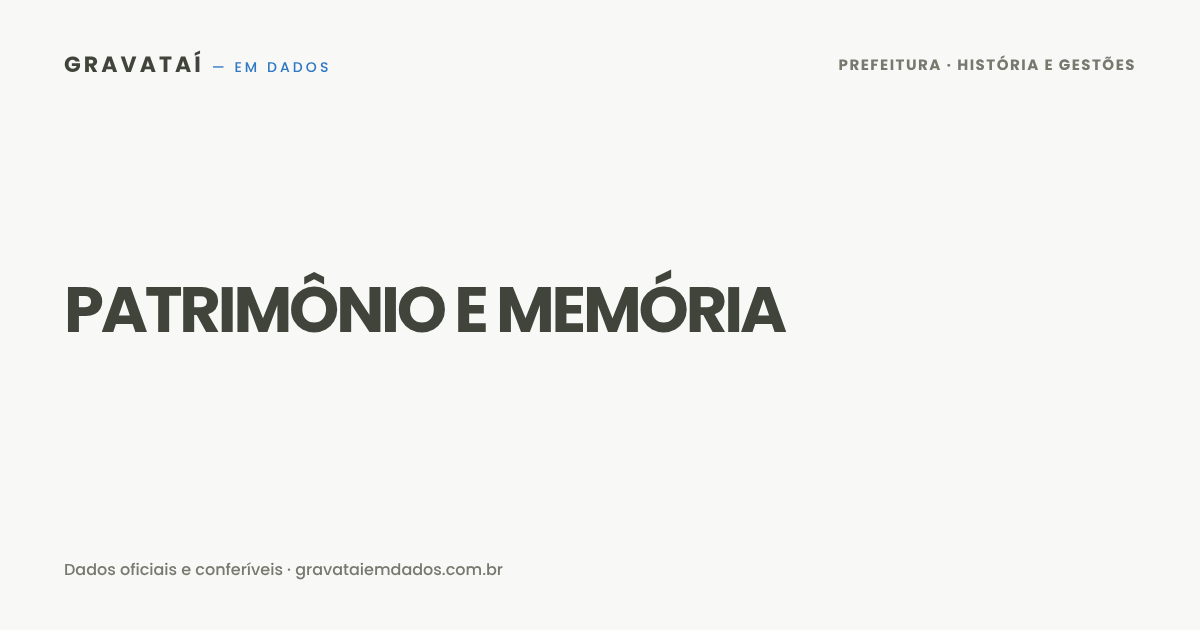 GRAVATAÍ — EM DADOS
PREFEITURA · HISTÓRIA E GESTÕES
PATRIMÔNIO E MEMÓRIA
Dados oficiais e conferíveis · gravataiemdados.com.br